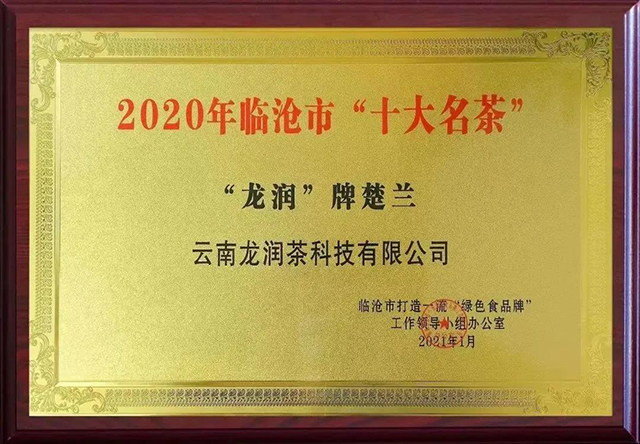 2020年临沧市“十大名茶”
“龙润”牌楚兰
云南龙润茶科技有限公司
临沧市打造一流“绿色食品牌”
工作领导小组办公室
2021年1月